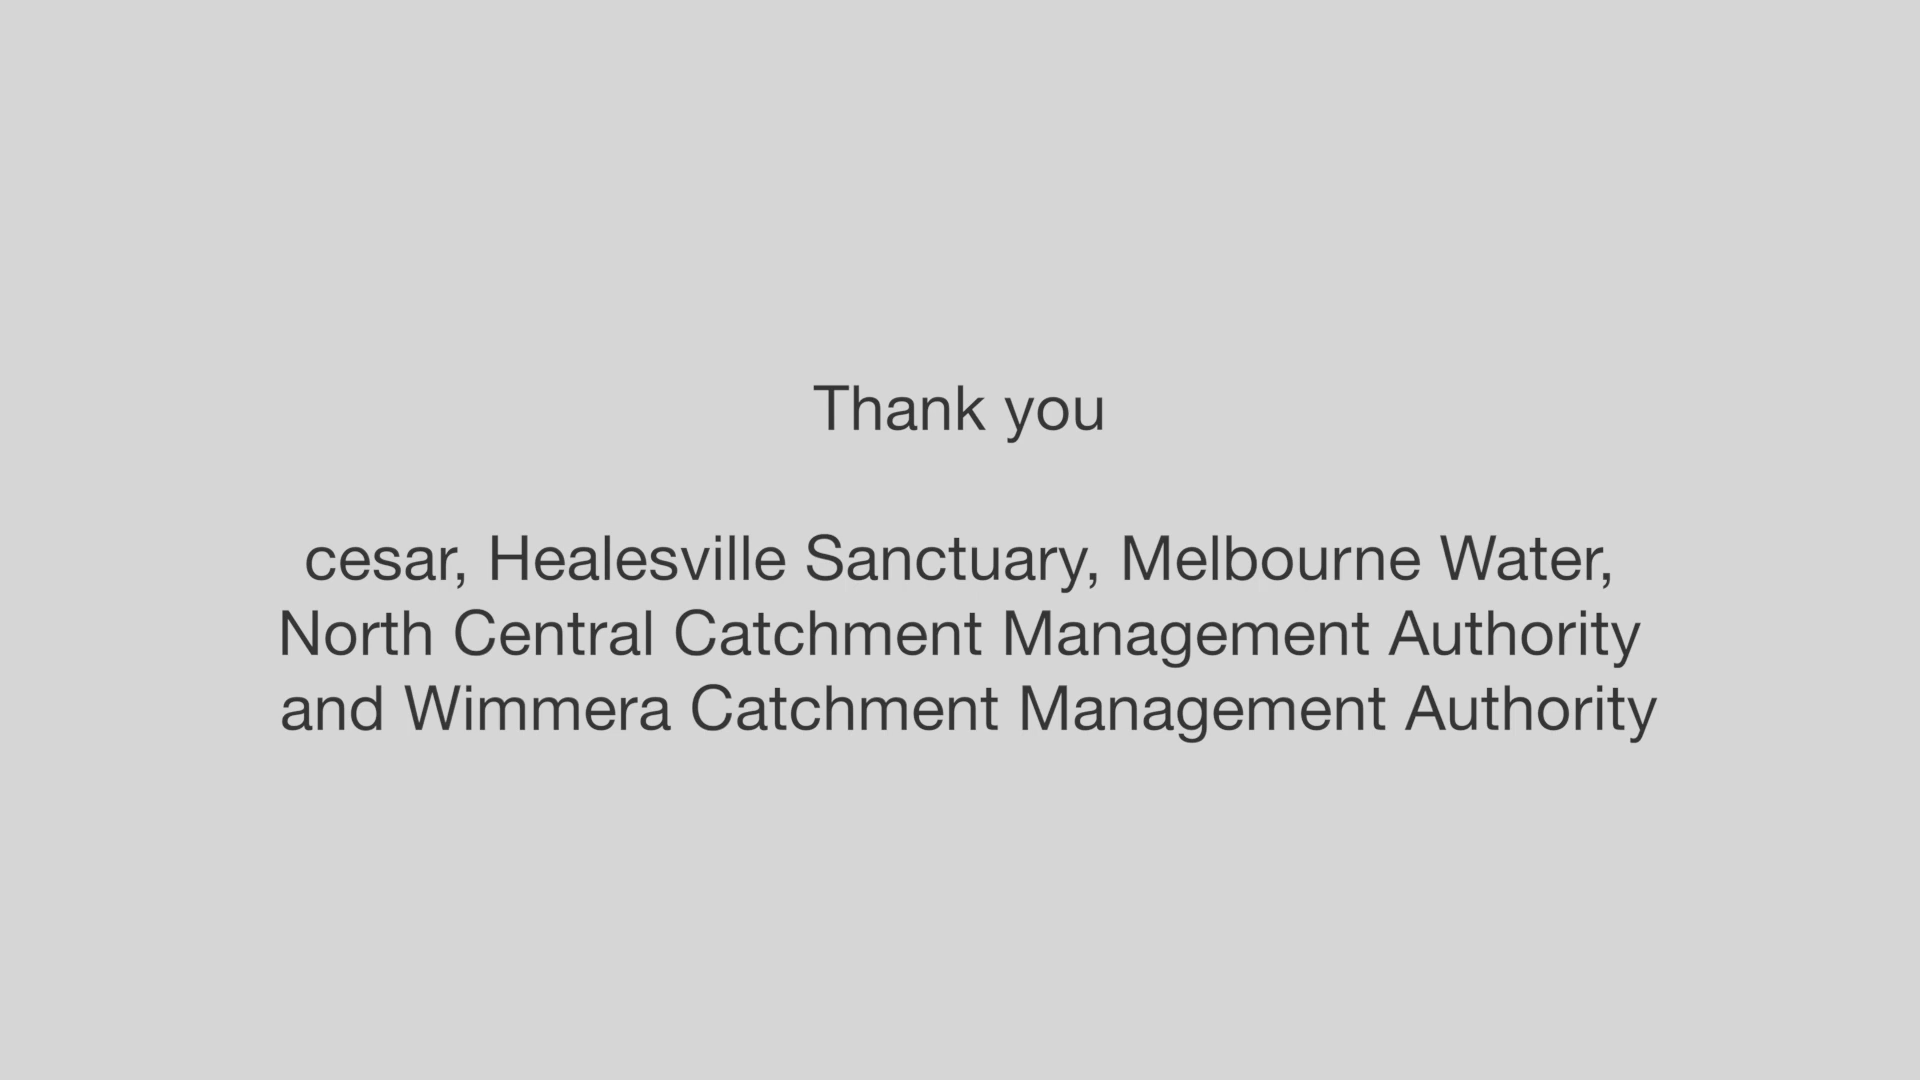 Thank you
cesar, Healesville Sanctuary, Melbourne Water,
North Central Catchment Management Authority
and Wimmera Catchment Management Authority